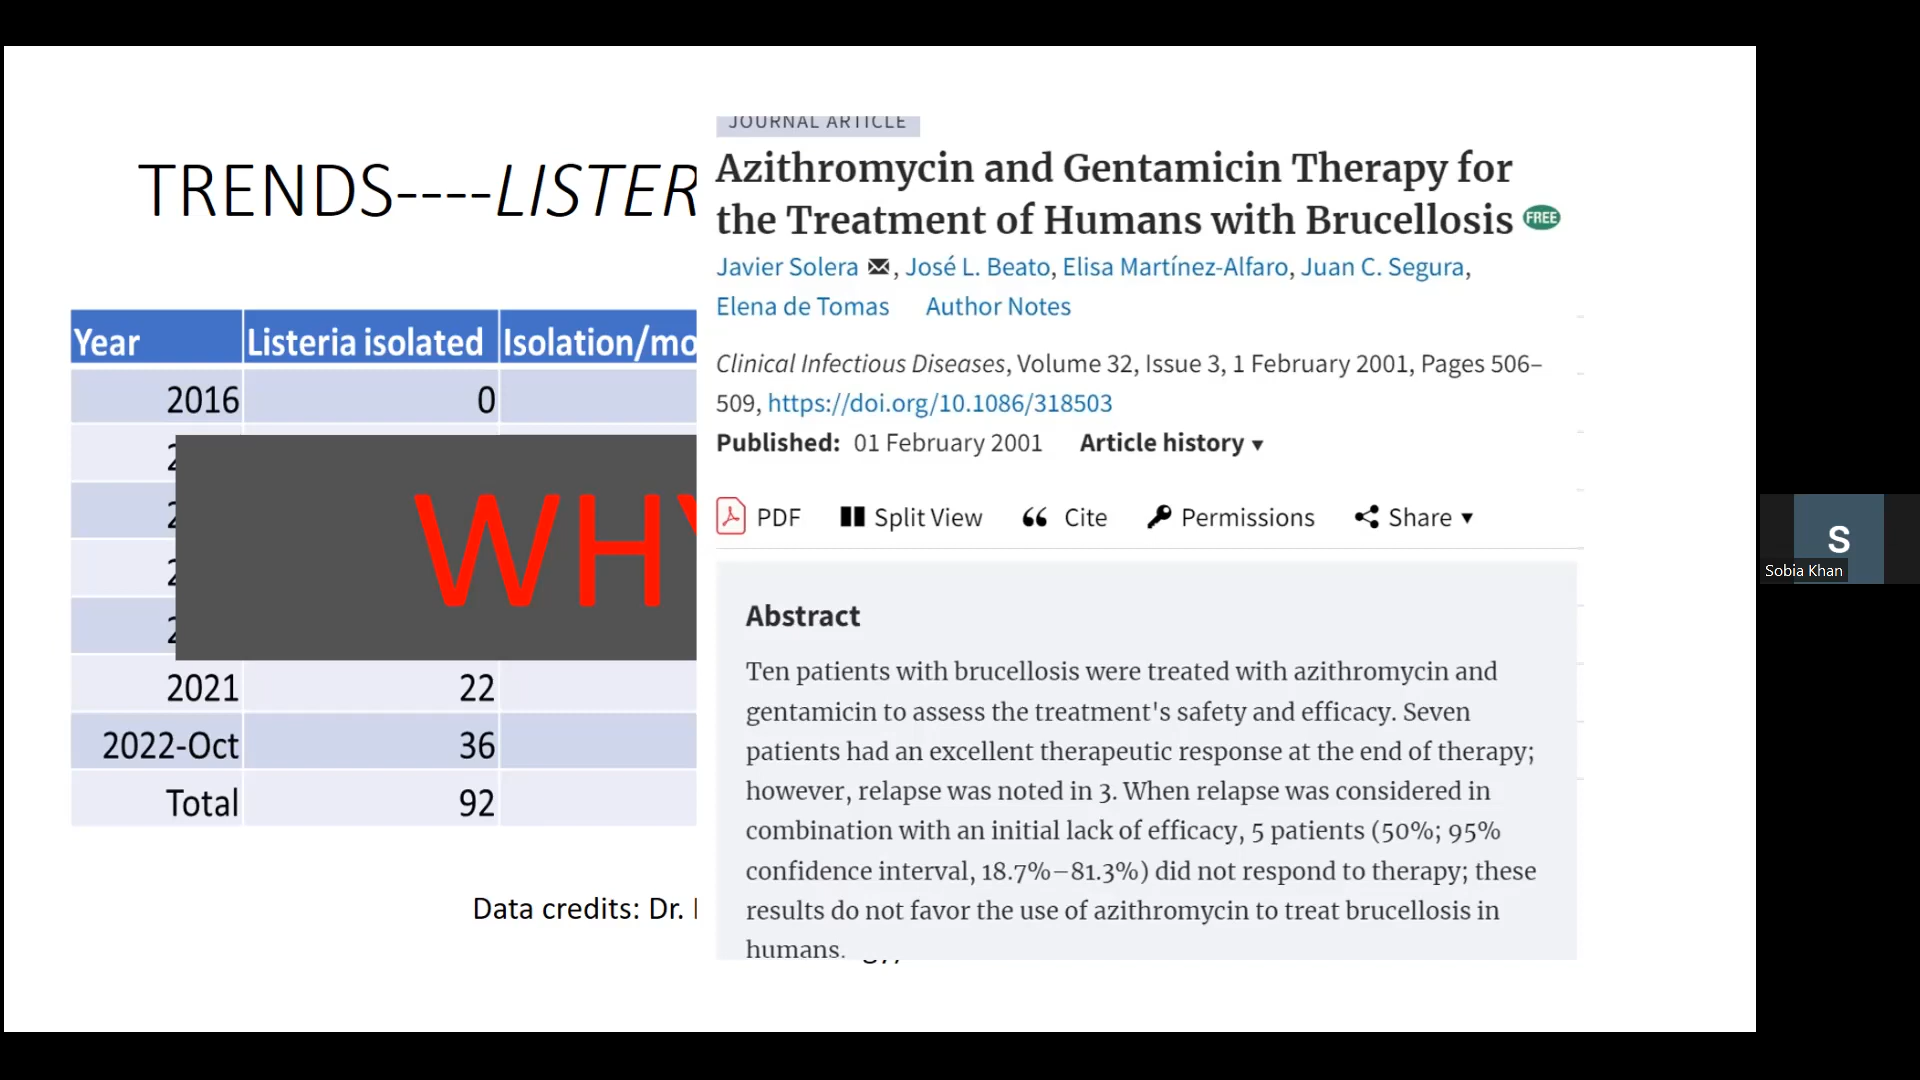 TRENDS----LISTER
Year Listeria isolated Isolation/mo
2016 0
2021 22
2022-Oct 36
Total 92
WHY
Data credits: Dr.
JOURNAL ARTICLE
Azithromycin and Gentamicin Therapy for
the Treatment of Humans with Brucellosis FREE
Javier Solera, José L. Beato, Elisa Martínez-Alfaro, Juan C. Segura,
Elena de Tomas Author Notes
Clinical Infectious Diseases, Volume 32, Issue 3, 1 February 2001, Pages 506–
509, https://doi.org/10.1086/318503
Published: 01 February 2001 Article history
PDF Split View Cite Permissions Share
Abstract
Ten patients with brucellosis were treated with azithromycin and
gentamicin to assess the treatment's safety and efficacy. Seven
patients had an excellent therapeutic response at the end of therapy;
however, relapse was noted in 3. When relapse was considered in
combination with an initial lack of efficacy, 5 patients (50%; 95%
confidence interval, 18.7%–81.3%) did not respond to therapy; these
results do not favor the use of azithromycin to treat brucellosis in
humans.
S
Sobia Khan